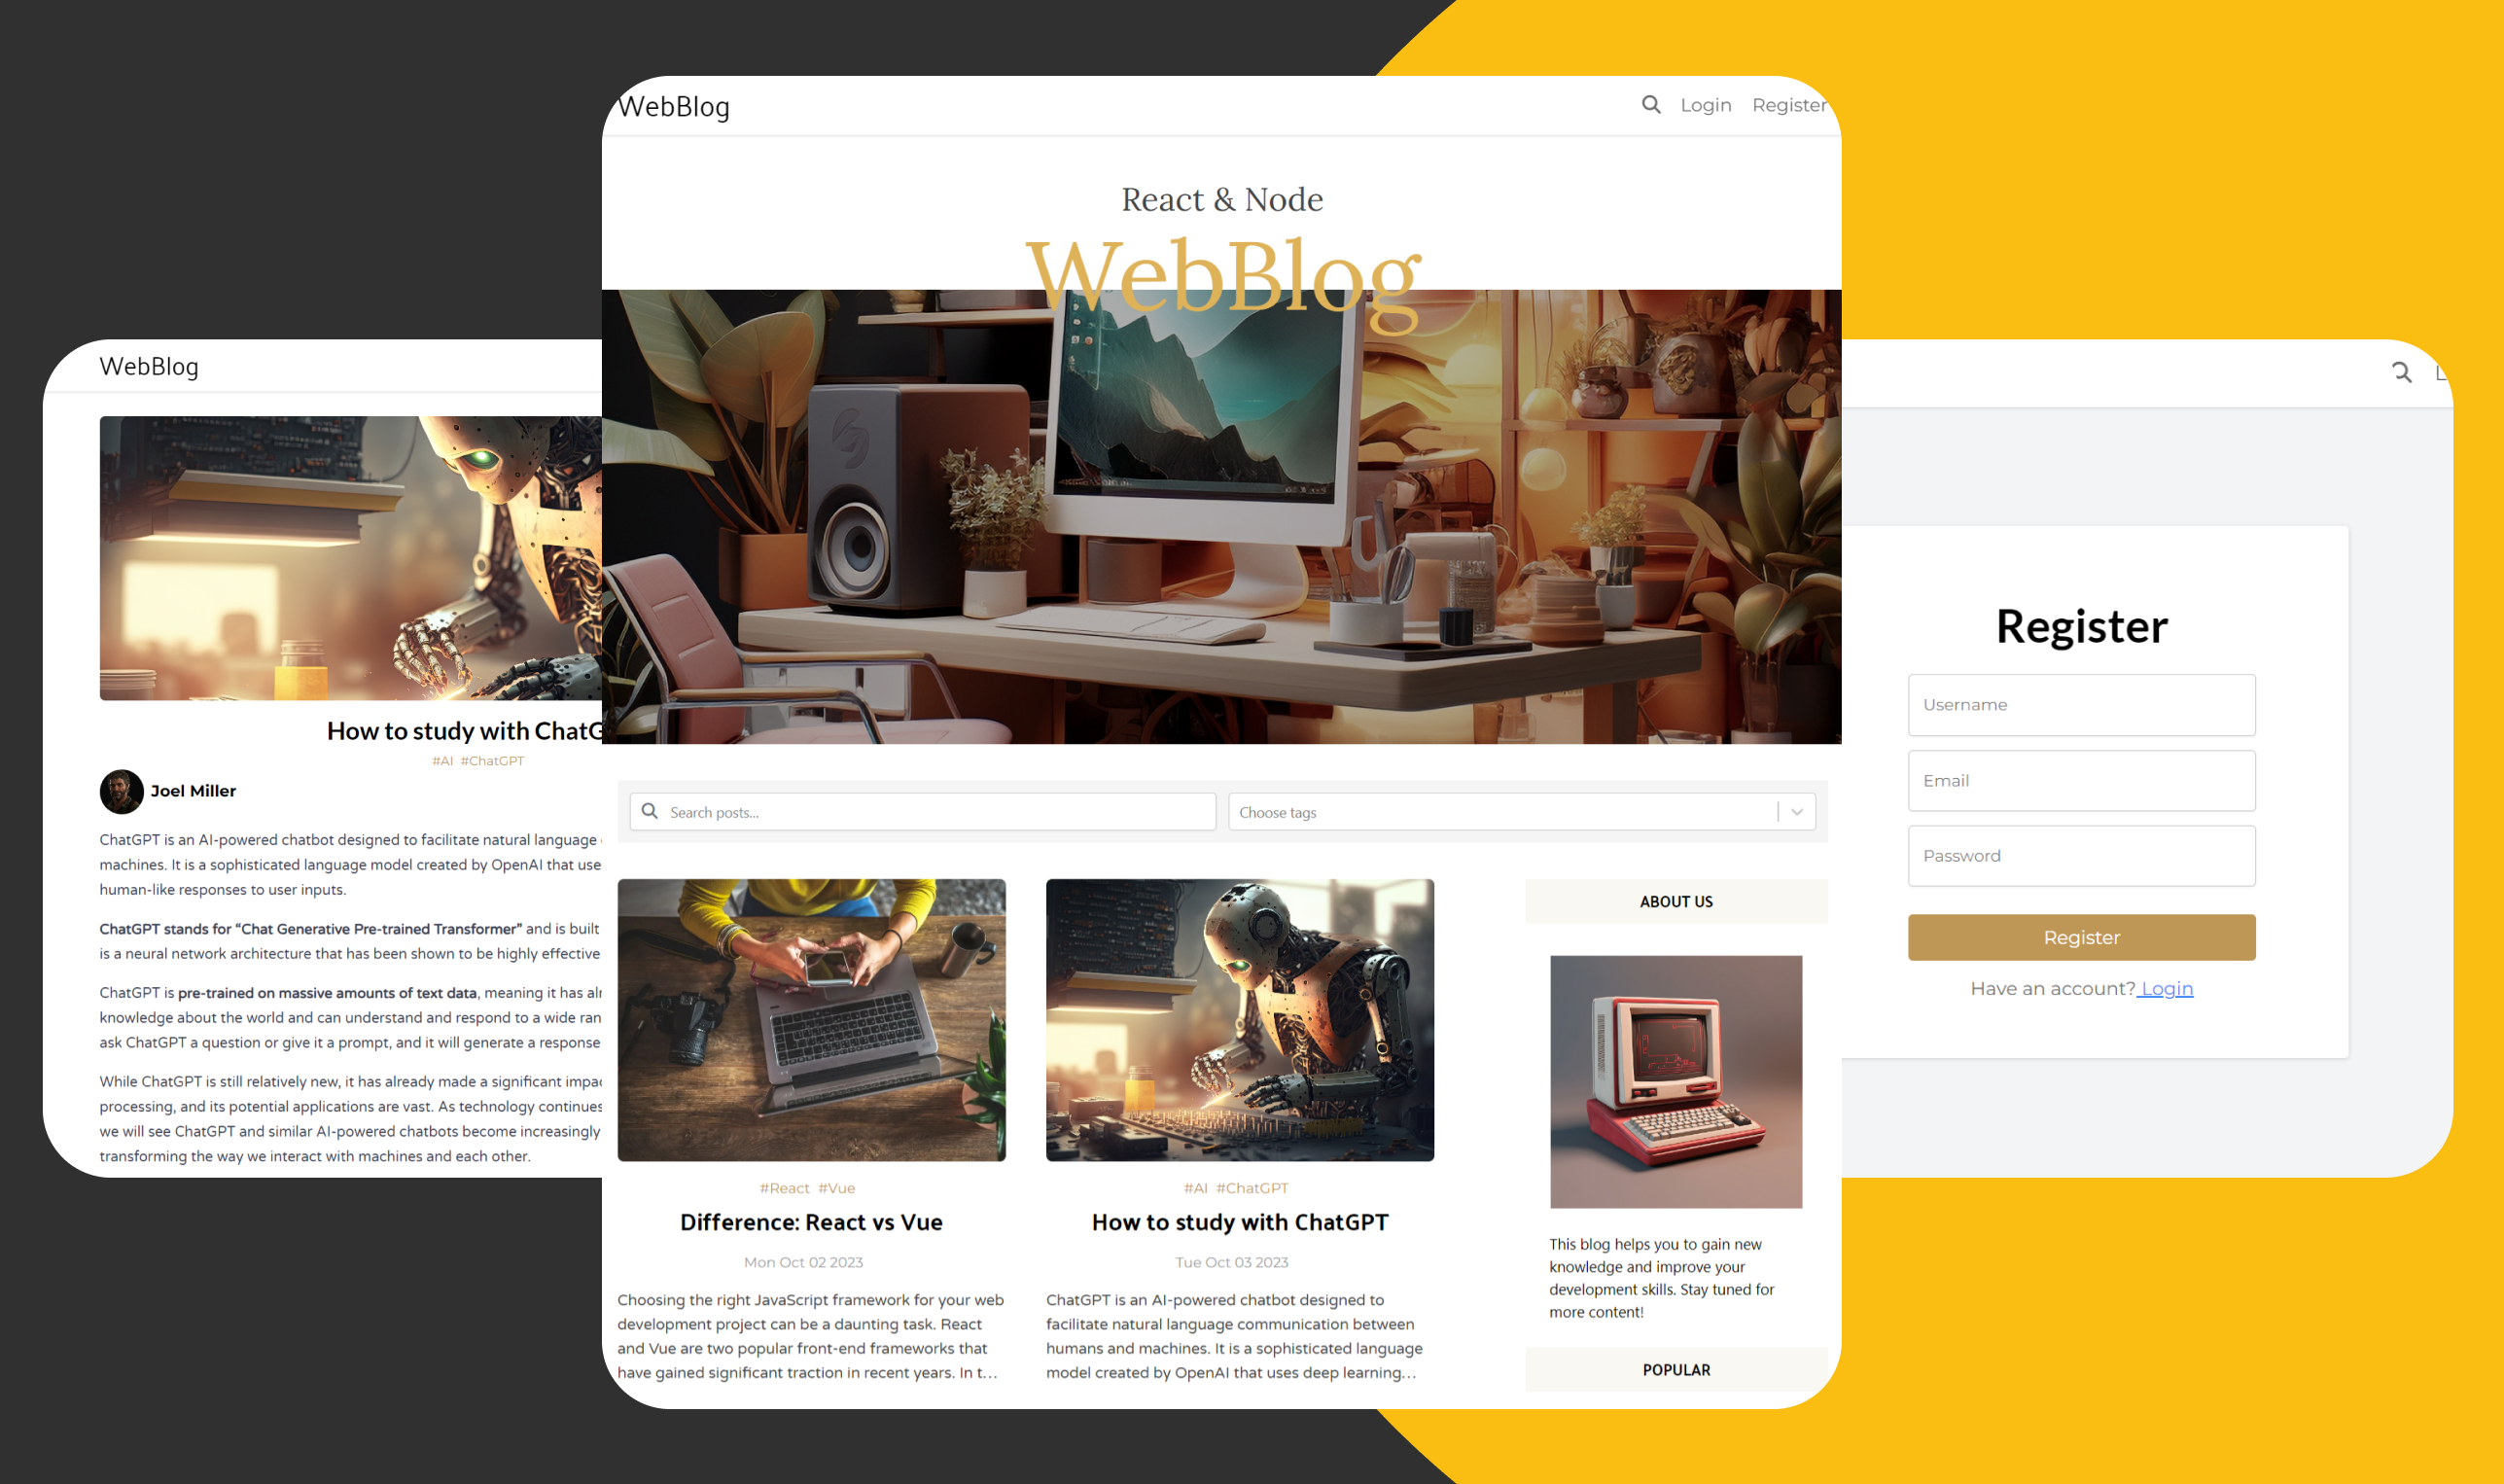 WebBlog
How to study with ChatG
#AI #ChatGPT
Joel Miller
ChatGPT is an AI-powered chatbot designed to facilitate natural language
machines. It is a sophisticated language model created by OpenAI that use
human-like responses to user inputs.
ChatGPT stands for “Chat Generative Pre-trained Transformer” and is built
is a neural network architecture that has been shown to be highly effective
ChatGPT is pre-trained on massive amounts of text data, meaning it has alr
knowledge about the world and can understand and respond to a wide ran
ask ChatGPT a question or give it a prompt, and it will generate a response
While ChatGPT is still relatively new, it has already made a significant impac
processing, and its potential applications are vast. As technology continues
we will see ChatGPT and similar AI-powered chatbots become increasingly
transforming the way we interact with machines and each other.
WebBlog
Login Register
React & Node
WebBlog
Search posts...
Choose tags
#React #Vue
Difference: React vs Vue
Mon Oct 02 2023
Choosing the right JavaScript framework for your web
development project can be a daunting task. React
and Vue are two popular front-end frameworks that
have gained significant traction in recent years. In t...
#AI #ChatGPT
How to study with ChatGPT
Tue Oct 03 2023
ChatGPT is an AI-powered chatbot designed to
facilitate natural language communication between
humans and machines. It is a sophisticated language
model created by OpenAI that uses deep learning...
ABOUT US
This blog helps you to gain new
knowledge and improve your
development skills. Stay tuned for
more content!
POPULAR
Register
Username
Email
Password
Register
Have an account? Login